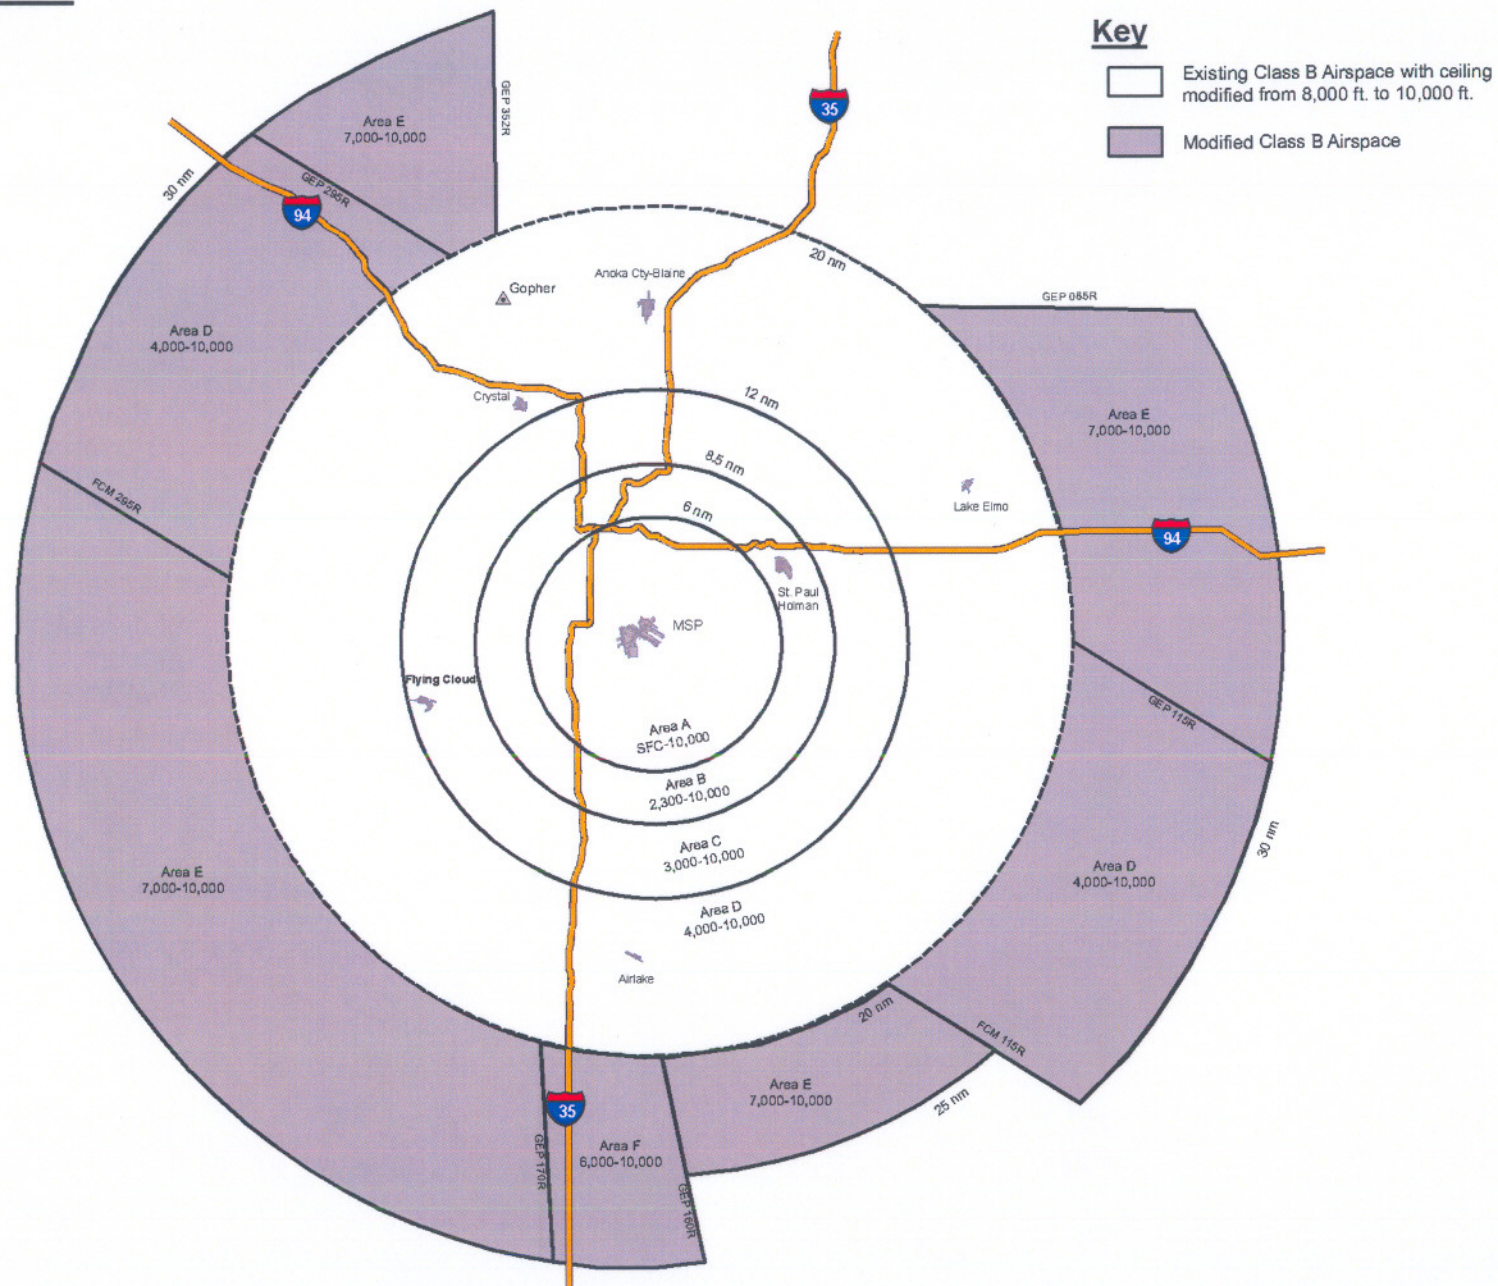 Key
Existing Class B Airspace with ceiling
modified from 8,000 ft. to 10,000 ft.
Modified Class B Airspace
35
Area E
7,000-10,000
GEP 352R
30 nm
GEP 295R
94
20 nm
Anoka Cty-Blaine
Gopher
GEP 085R
Area D
4,000-10,000
Crystal
12 nm
Area E
7,000-10,000
8.5 nm
FCM 295R
6 nm
Lake Elmo
94
St. Paul
Holman
MSP
Flying Cloud
GEP 115R
Area A
SFC-10,000
Area B
2,300-10,000
Area C
3,000-10,000
30 nm
Area E
7,000-10,000
Area D
4,000-10,000
Area D
4,000-10,000
Airlake
20 nm
FCM 115R
Area E
7,000-10,000
25 nm
35
GEP 170R
Area F
6,000-10,000
GEP 160R